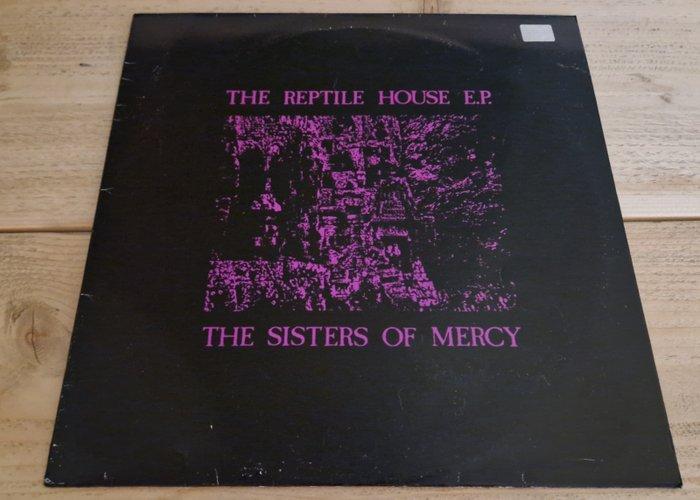 THE REPTILE HOUSE E.P.
THE SISTERS OF MERCY